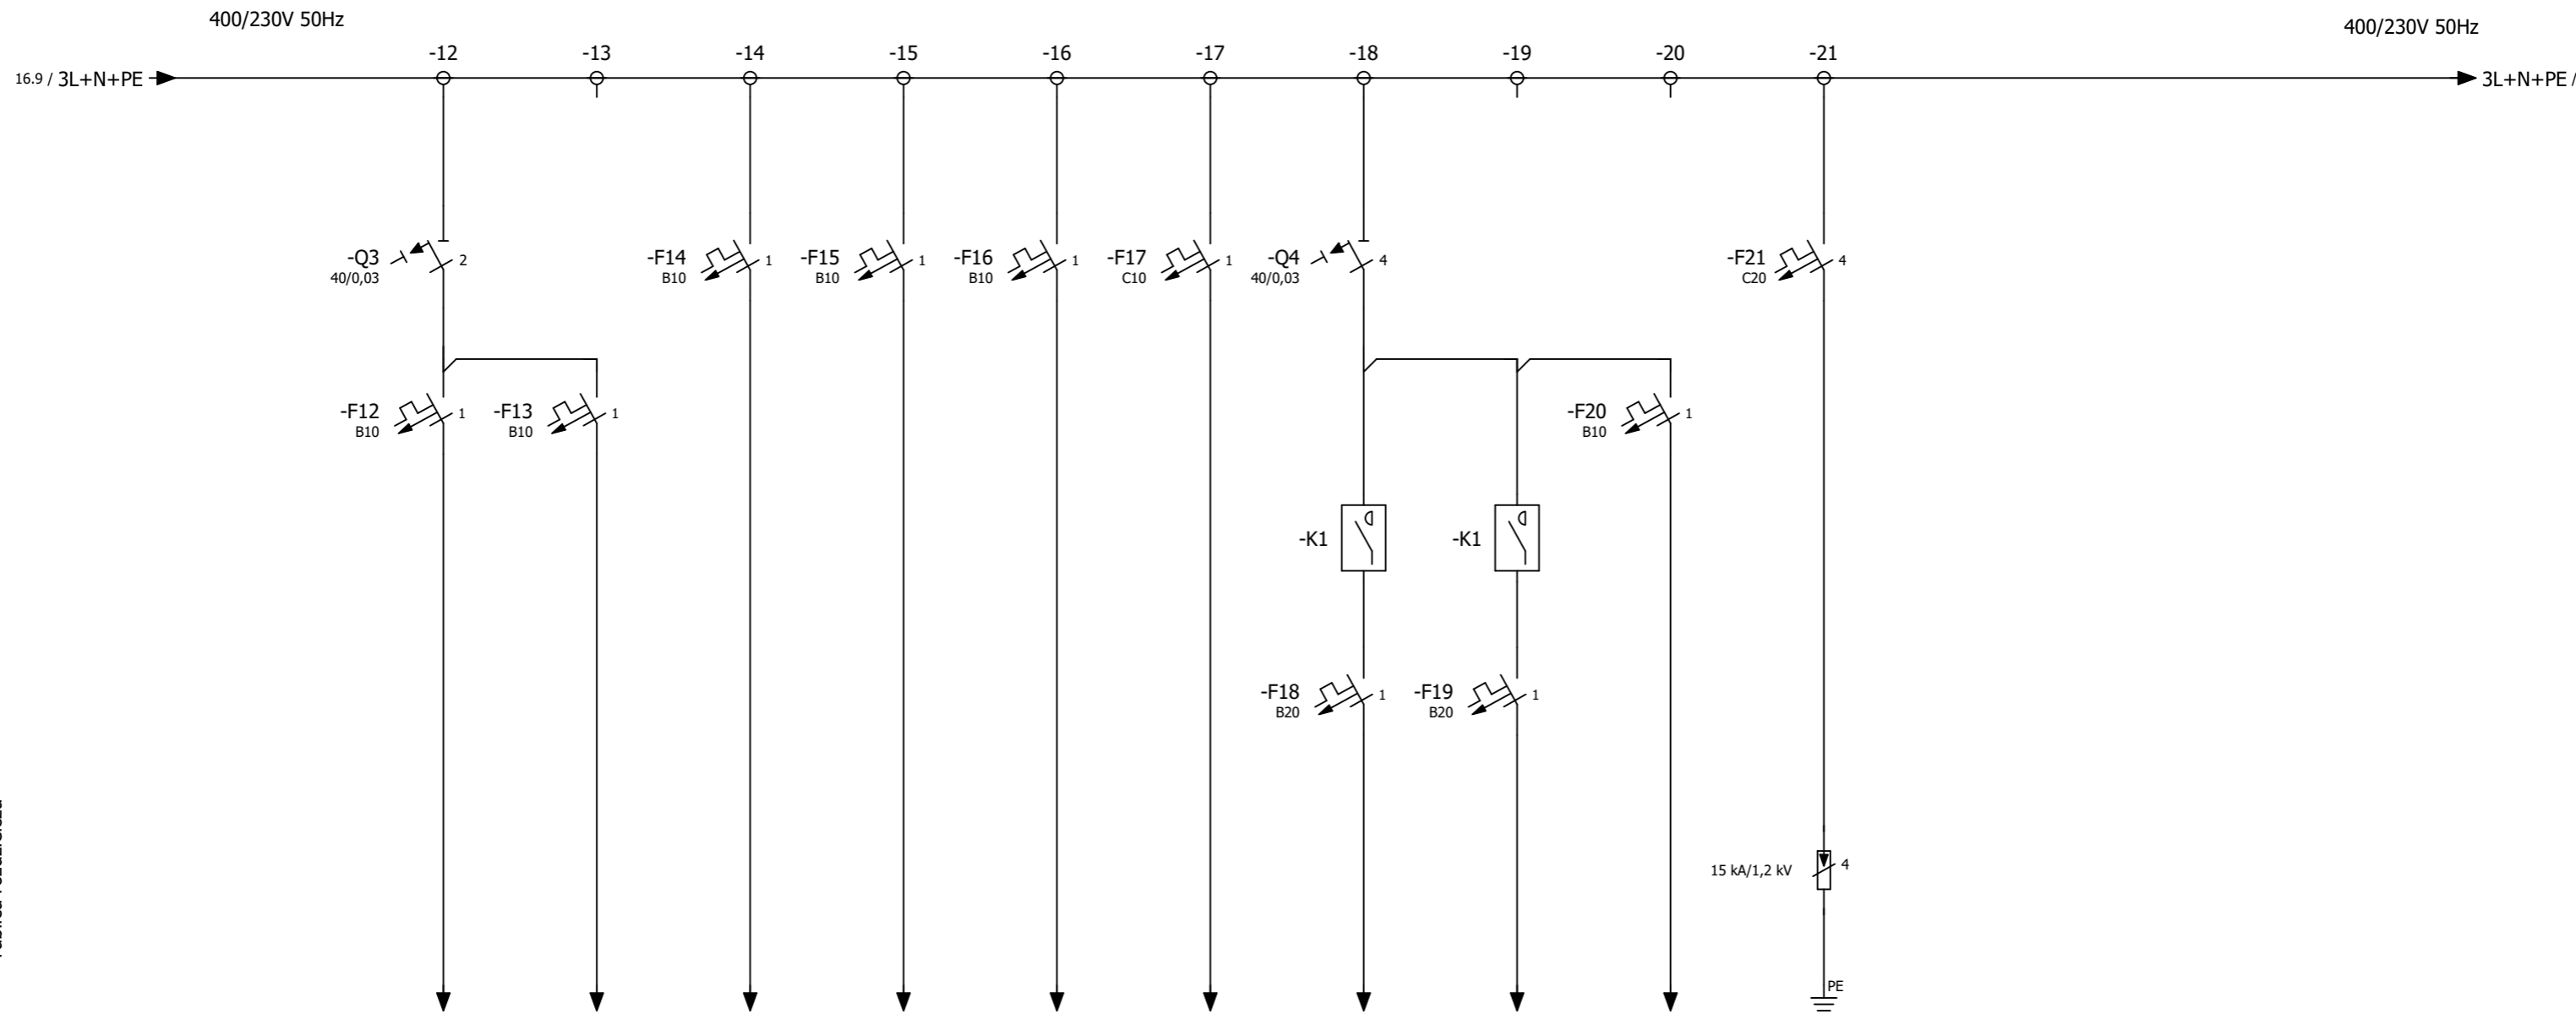 400/230V 50Hz
400/230V 50Hz
-12
-13
-14
-15
-16
-17
-18
-19
-20
-21
16.9 / 3L+N+PE
3L+N+PE /
-Q3
40/0,03
2
-F14
B10
1
-F15
B10
1
-F16
B10
1
-F17
C10
1
-Q4
40/0,03
4
-F21
C20
4
-F12
B10
1
-F13
B10
1
-F20
B10
1
-K1
-K1
-F18
B20
1
-F19
B20
1
15 kA/1,2 kV
4
PE